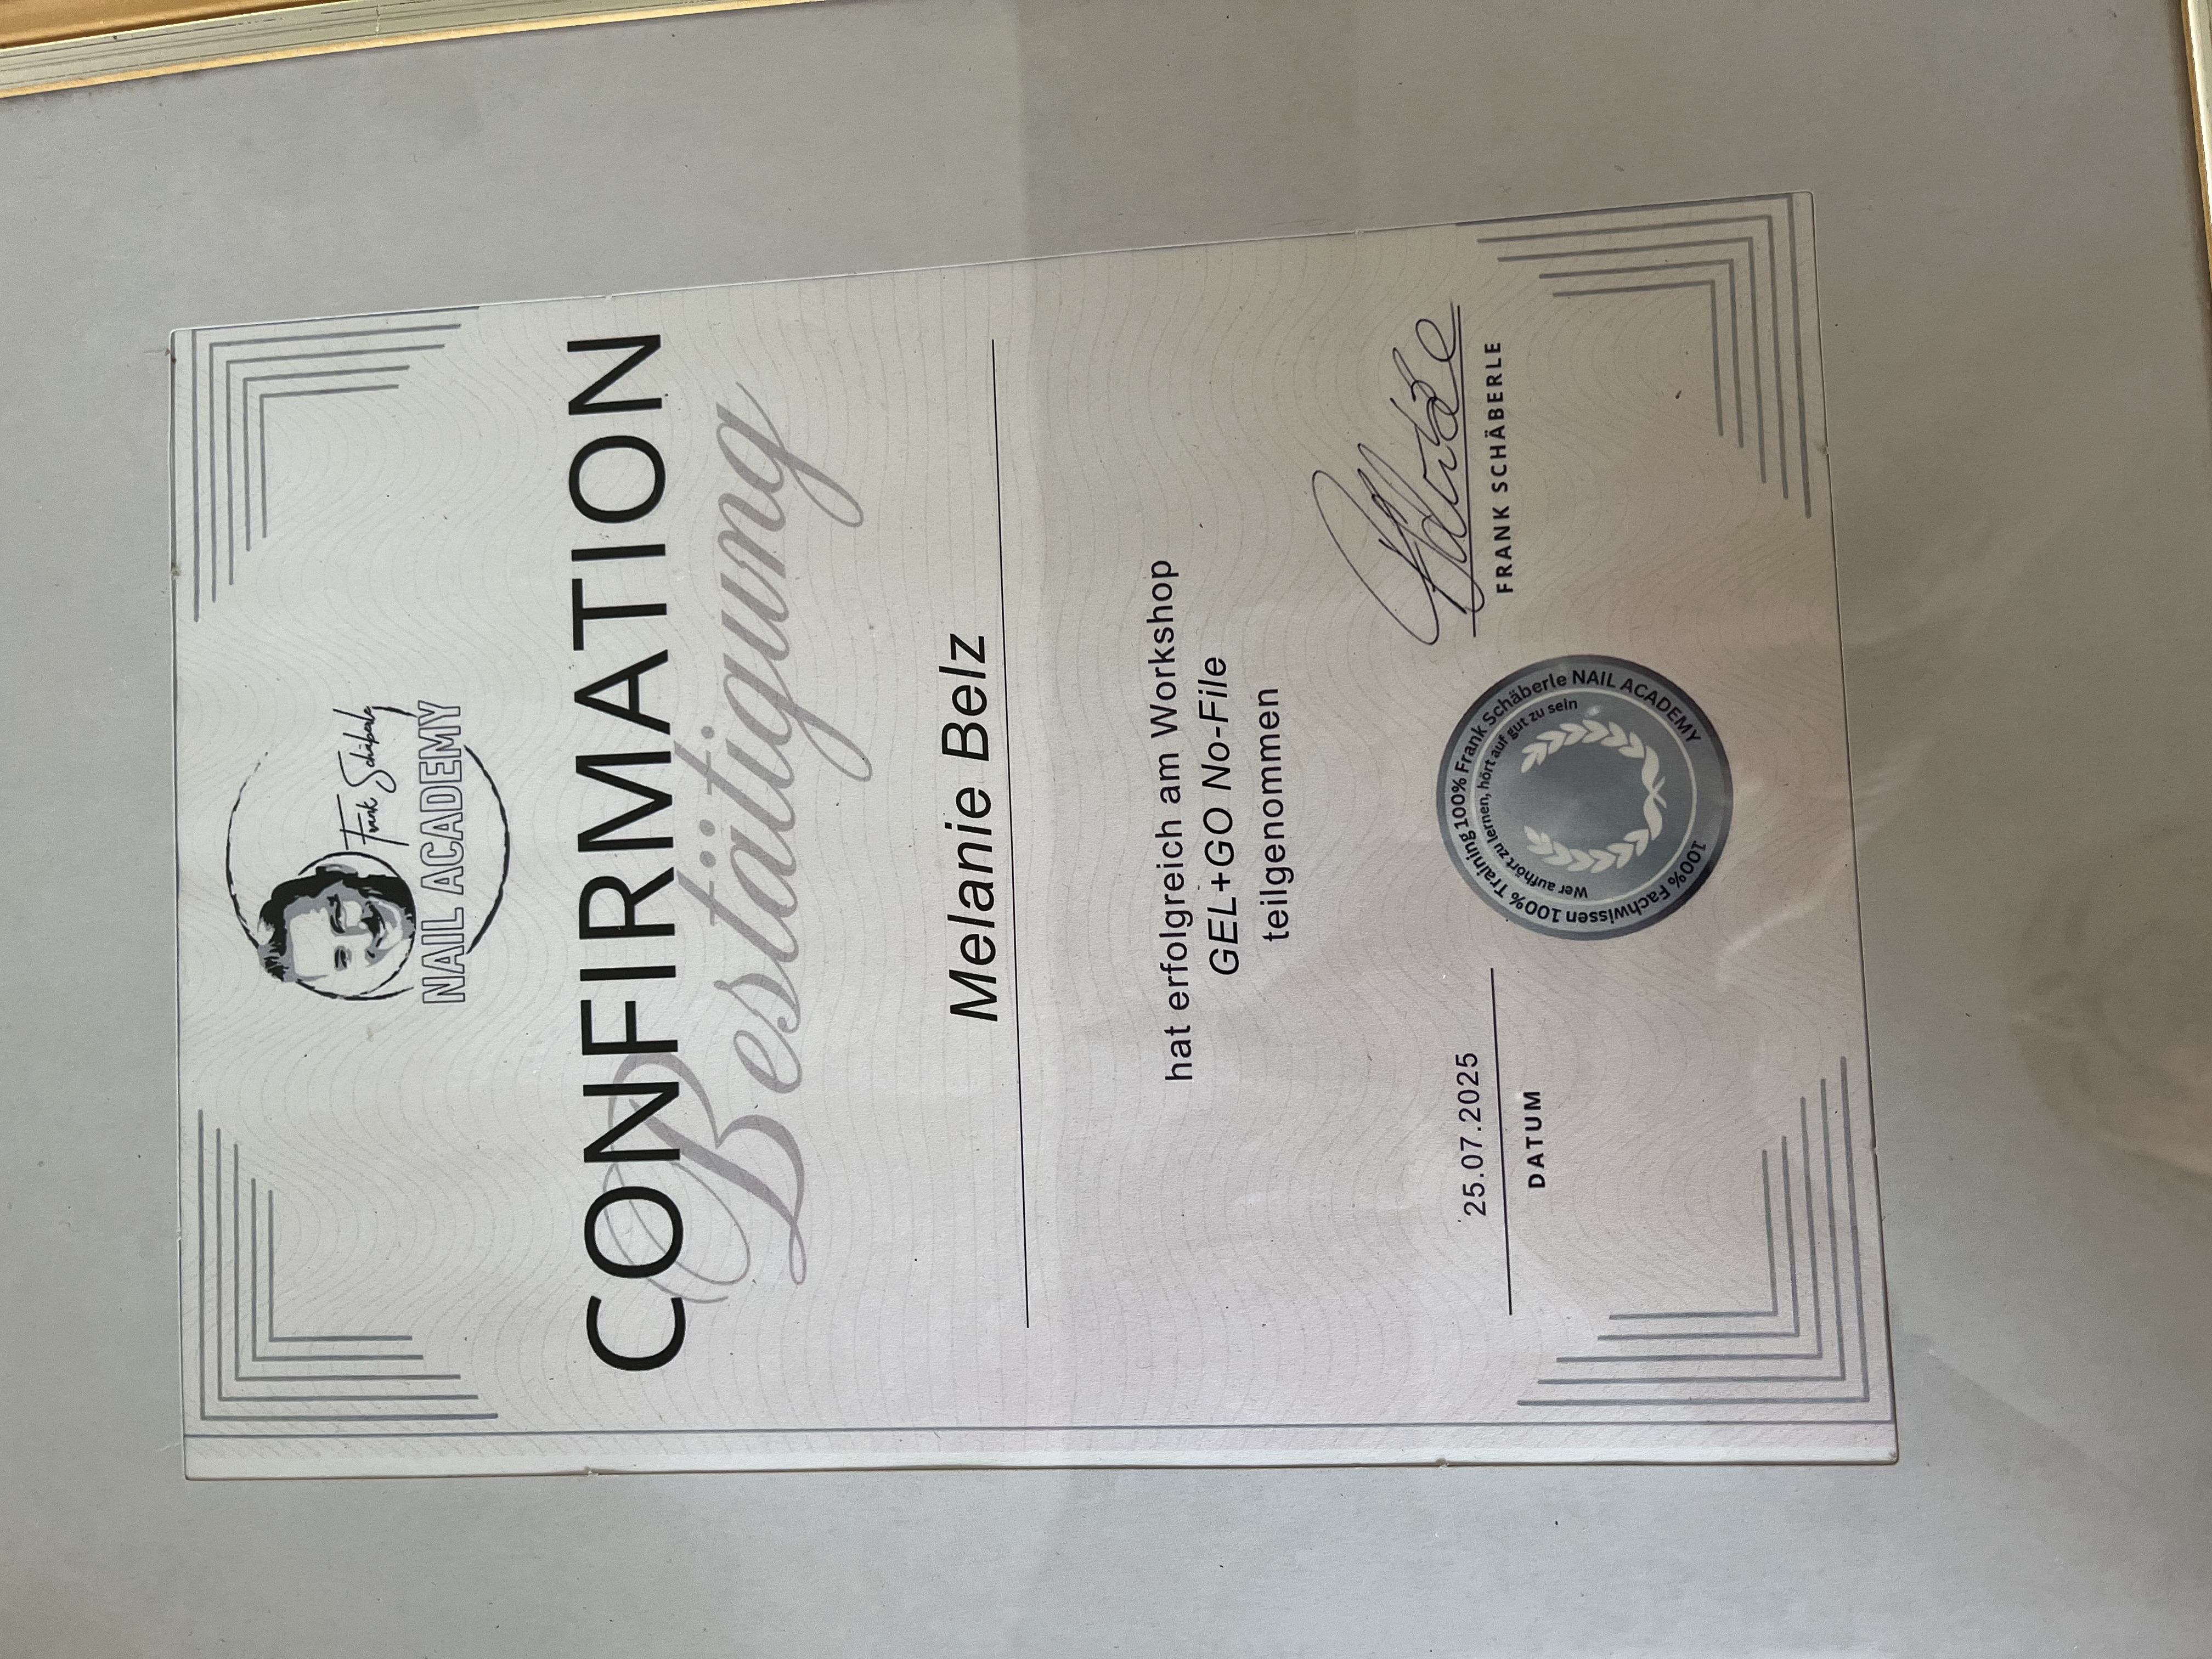 Frank Schäberle
NAIL ACADEMY
CONFIRMATION
Bestätigung
Melanie Belz
hat erfolgreich am Workshop
GEL+GO No-File
teilgenommen
25.07.2025
DATUM
100% Fachwissen 100% Training 100% Frank Schäberle NAIL ACADEMY
Wer aufhört zu lernen, hört auf gut zu sein
FRANK SCHÄBERLE